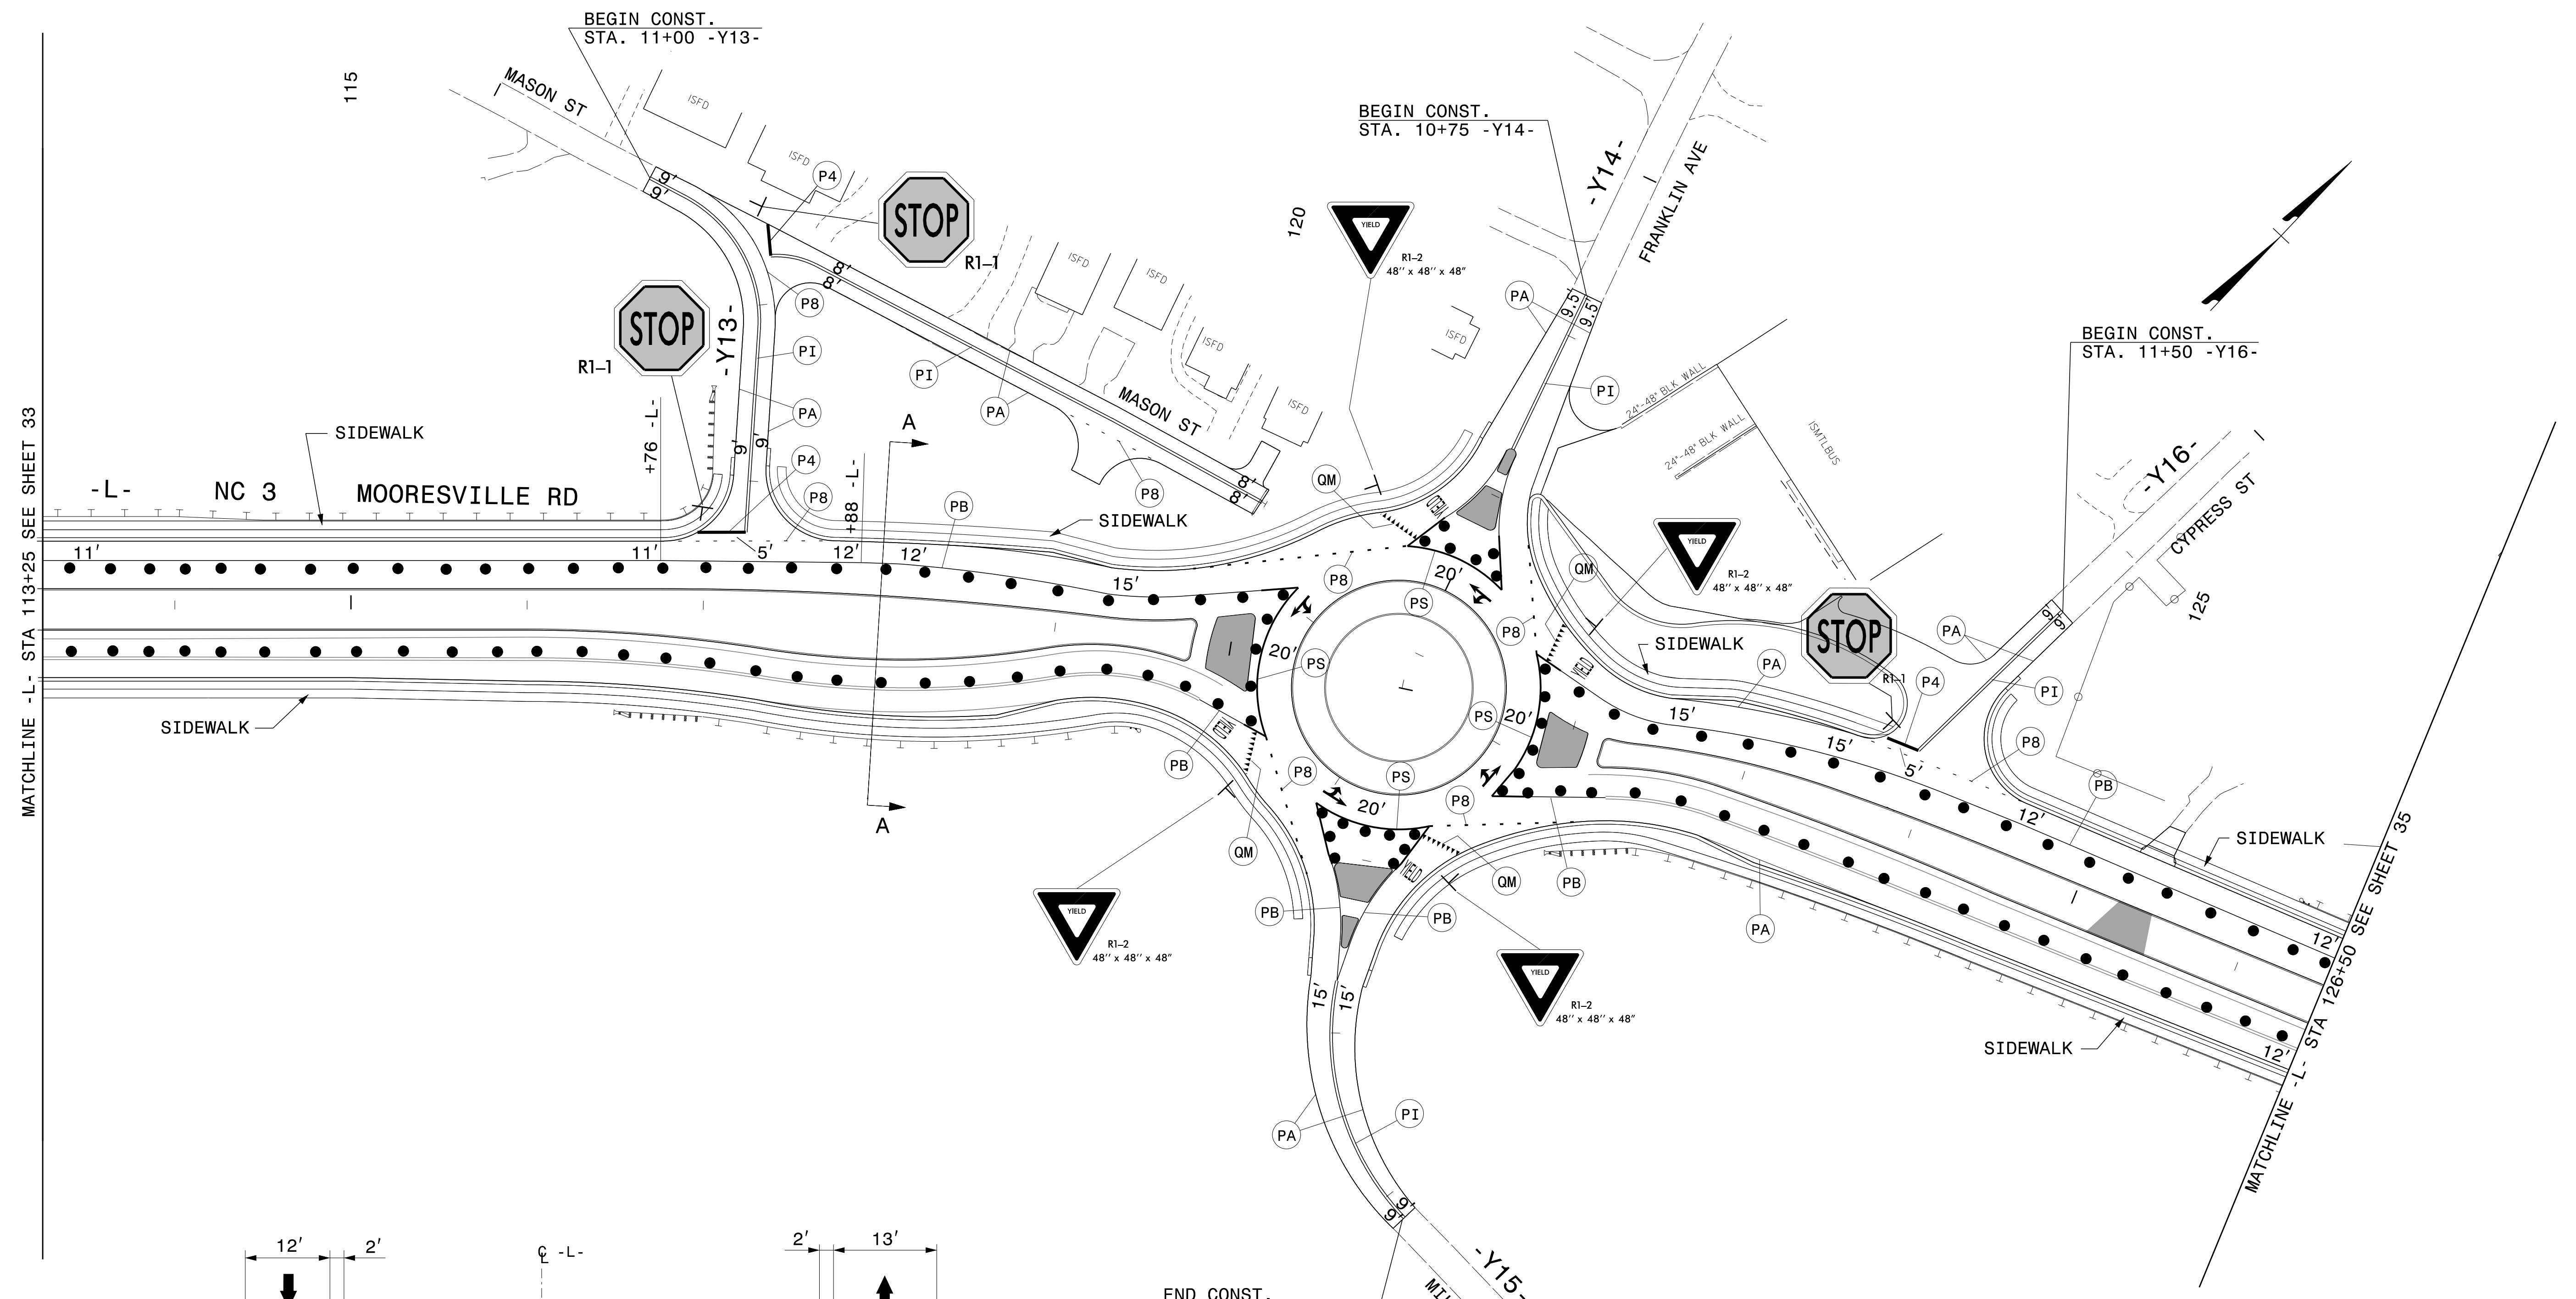 BEGIN CONST.
STA. 11+00 -Y13-
115
MASON ST
ISFD
ISFD
P4
9'
9'
STOP
R1-1
8'
8'
P8
STOP
R1-1
-Y13-
PI
PA
9'
9'
P4
+76 -L-
+88 -L-
A
PI
PA
ISFD
ISFD
ISFD
ISFD
MASON ST
8'
8'
P8
BEGIN CONST.
STA. 10+75 -Y14-
120
YIELD
R1-2
48" x 48" x 48"
-Y14-
FRANKLIN AVE
PA
9.5'
9.5'
ISFD
PI
24"-48" BLK WALL
24"-48" BLK WALL
ISMTLBUS
BEGIN CONST.
STA. 11+50 -Y16-
-Y16-
CYPRESS ST
125
MATCHLINE -L- STA 113+25 SEE SHEET 33
SIDEWALK
-L- NC 3 MOORESVILLE RD
11'
11'
5'
P8
12'
12'
PB
SIDEWALK
15'
QM
YIELD
P8
20'
PS
P8
QM
YIELD
R1-2
48" x 48" x 48"
YIELD
SIDEWALK
STOP
R1-1
P4
PA
9'
9'
PI
P8
PA
15'
15'
5'
12'
PB
SIDEWALK
12'
20'
PS
PS
20'
YIELD
PB
P8
PS
20'
P8
QM
YIELD
QM
PB
PB
PB
PA
SIDEWALK
A
YIELD
R1-2
48" x 48" x 48"
YIELD
R1-2
48" x 48" x 48"
15'
15'
PA
PI
9'
9'
SIDEWALK
12'
MATCHLINE -L- STA 126+50 SEE SHEET 35
-Y15-
END CONST.
12'
2'
℄ -L-
2'
13'